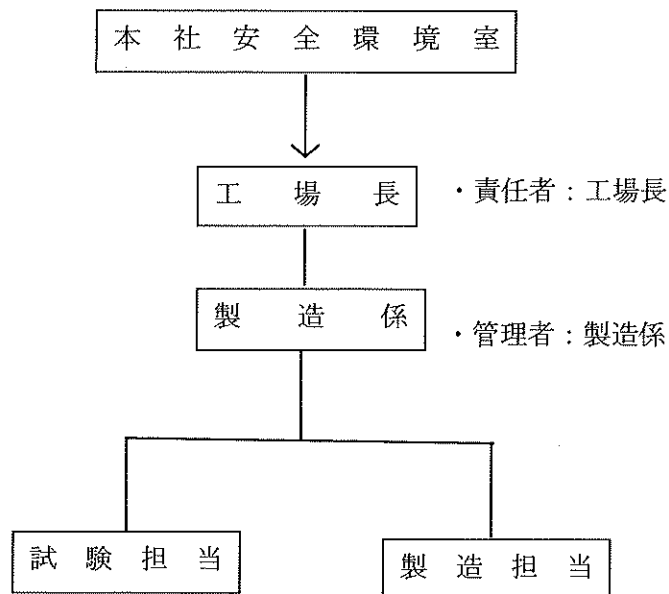 本社安全環境室
工場長
・責任者：工場長
製造係
・管理者：製造係
試験担当
製造担当